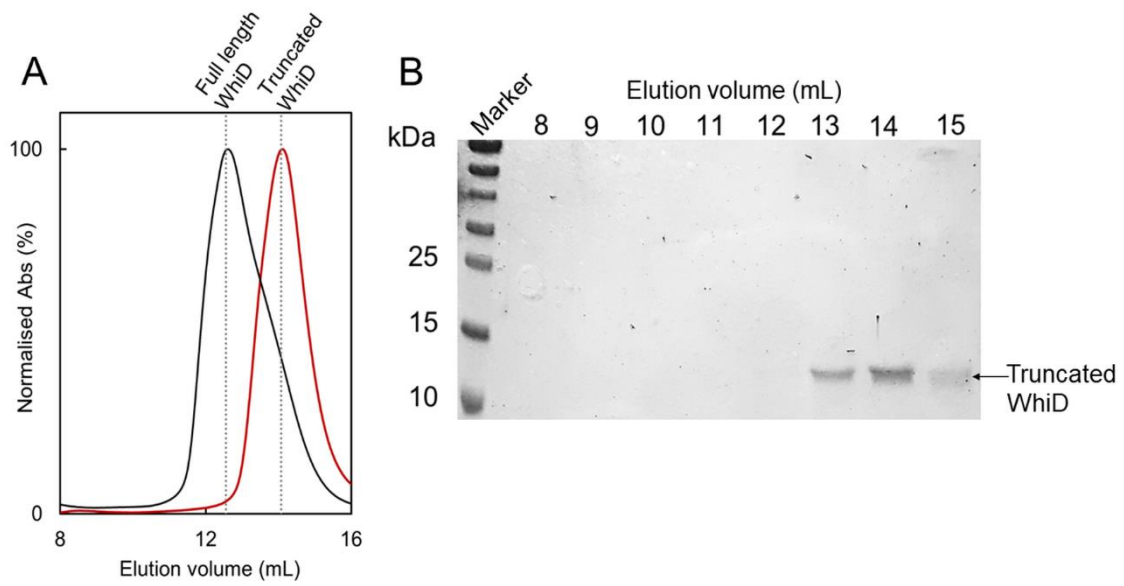 A
Full length
WhiD
Truncated
WhiD
100
Normalised Abs (%)
0
8
12
16
Elution volume (mL)
B
Marker
Elution volume (mL)
8 9 10 11 12 13 14 15
kDa
25
15
10
Truncated
WhiD